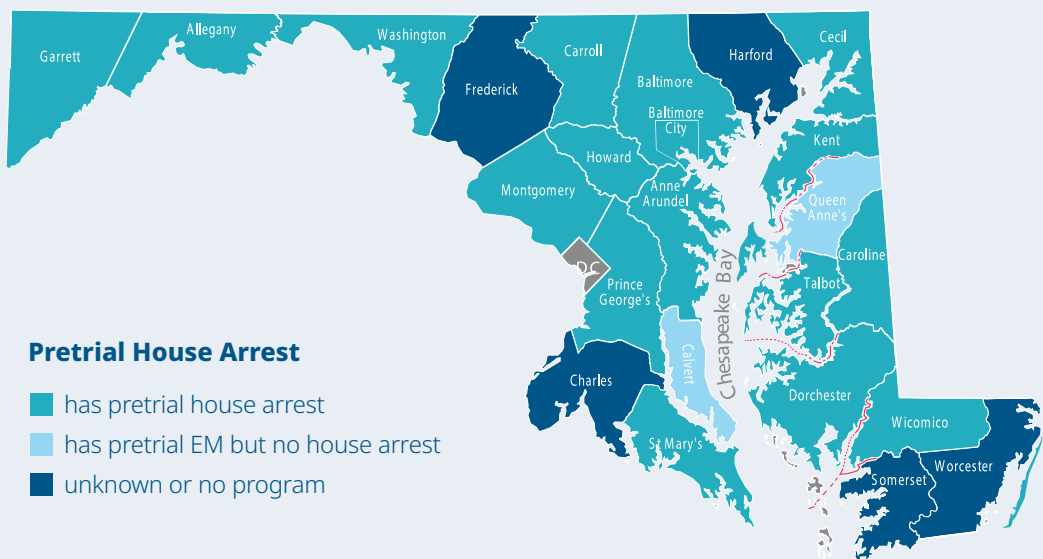 Garrett
Allegany
Washington
Frederick
Carroll
Baltimore
Baltimore
City
Harford
Cecil
Kent
Howard
Montgomery
Anne
Arundel
Queen
Anne's
Caroline
DC
Prince
George's
Talbot
Chesapeake Bay
Calvert
Charles
Dorchester
St Mary's
Wicomico
Worcester
Somerset
Pretrial House Arrest
has pretrial house arrest
has pretrial EM but no house arrest
unknown or no program